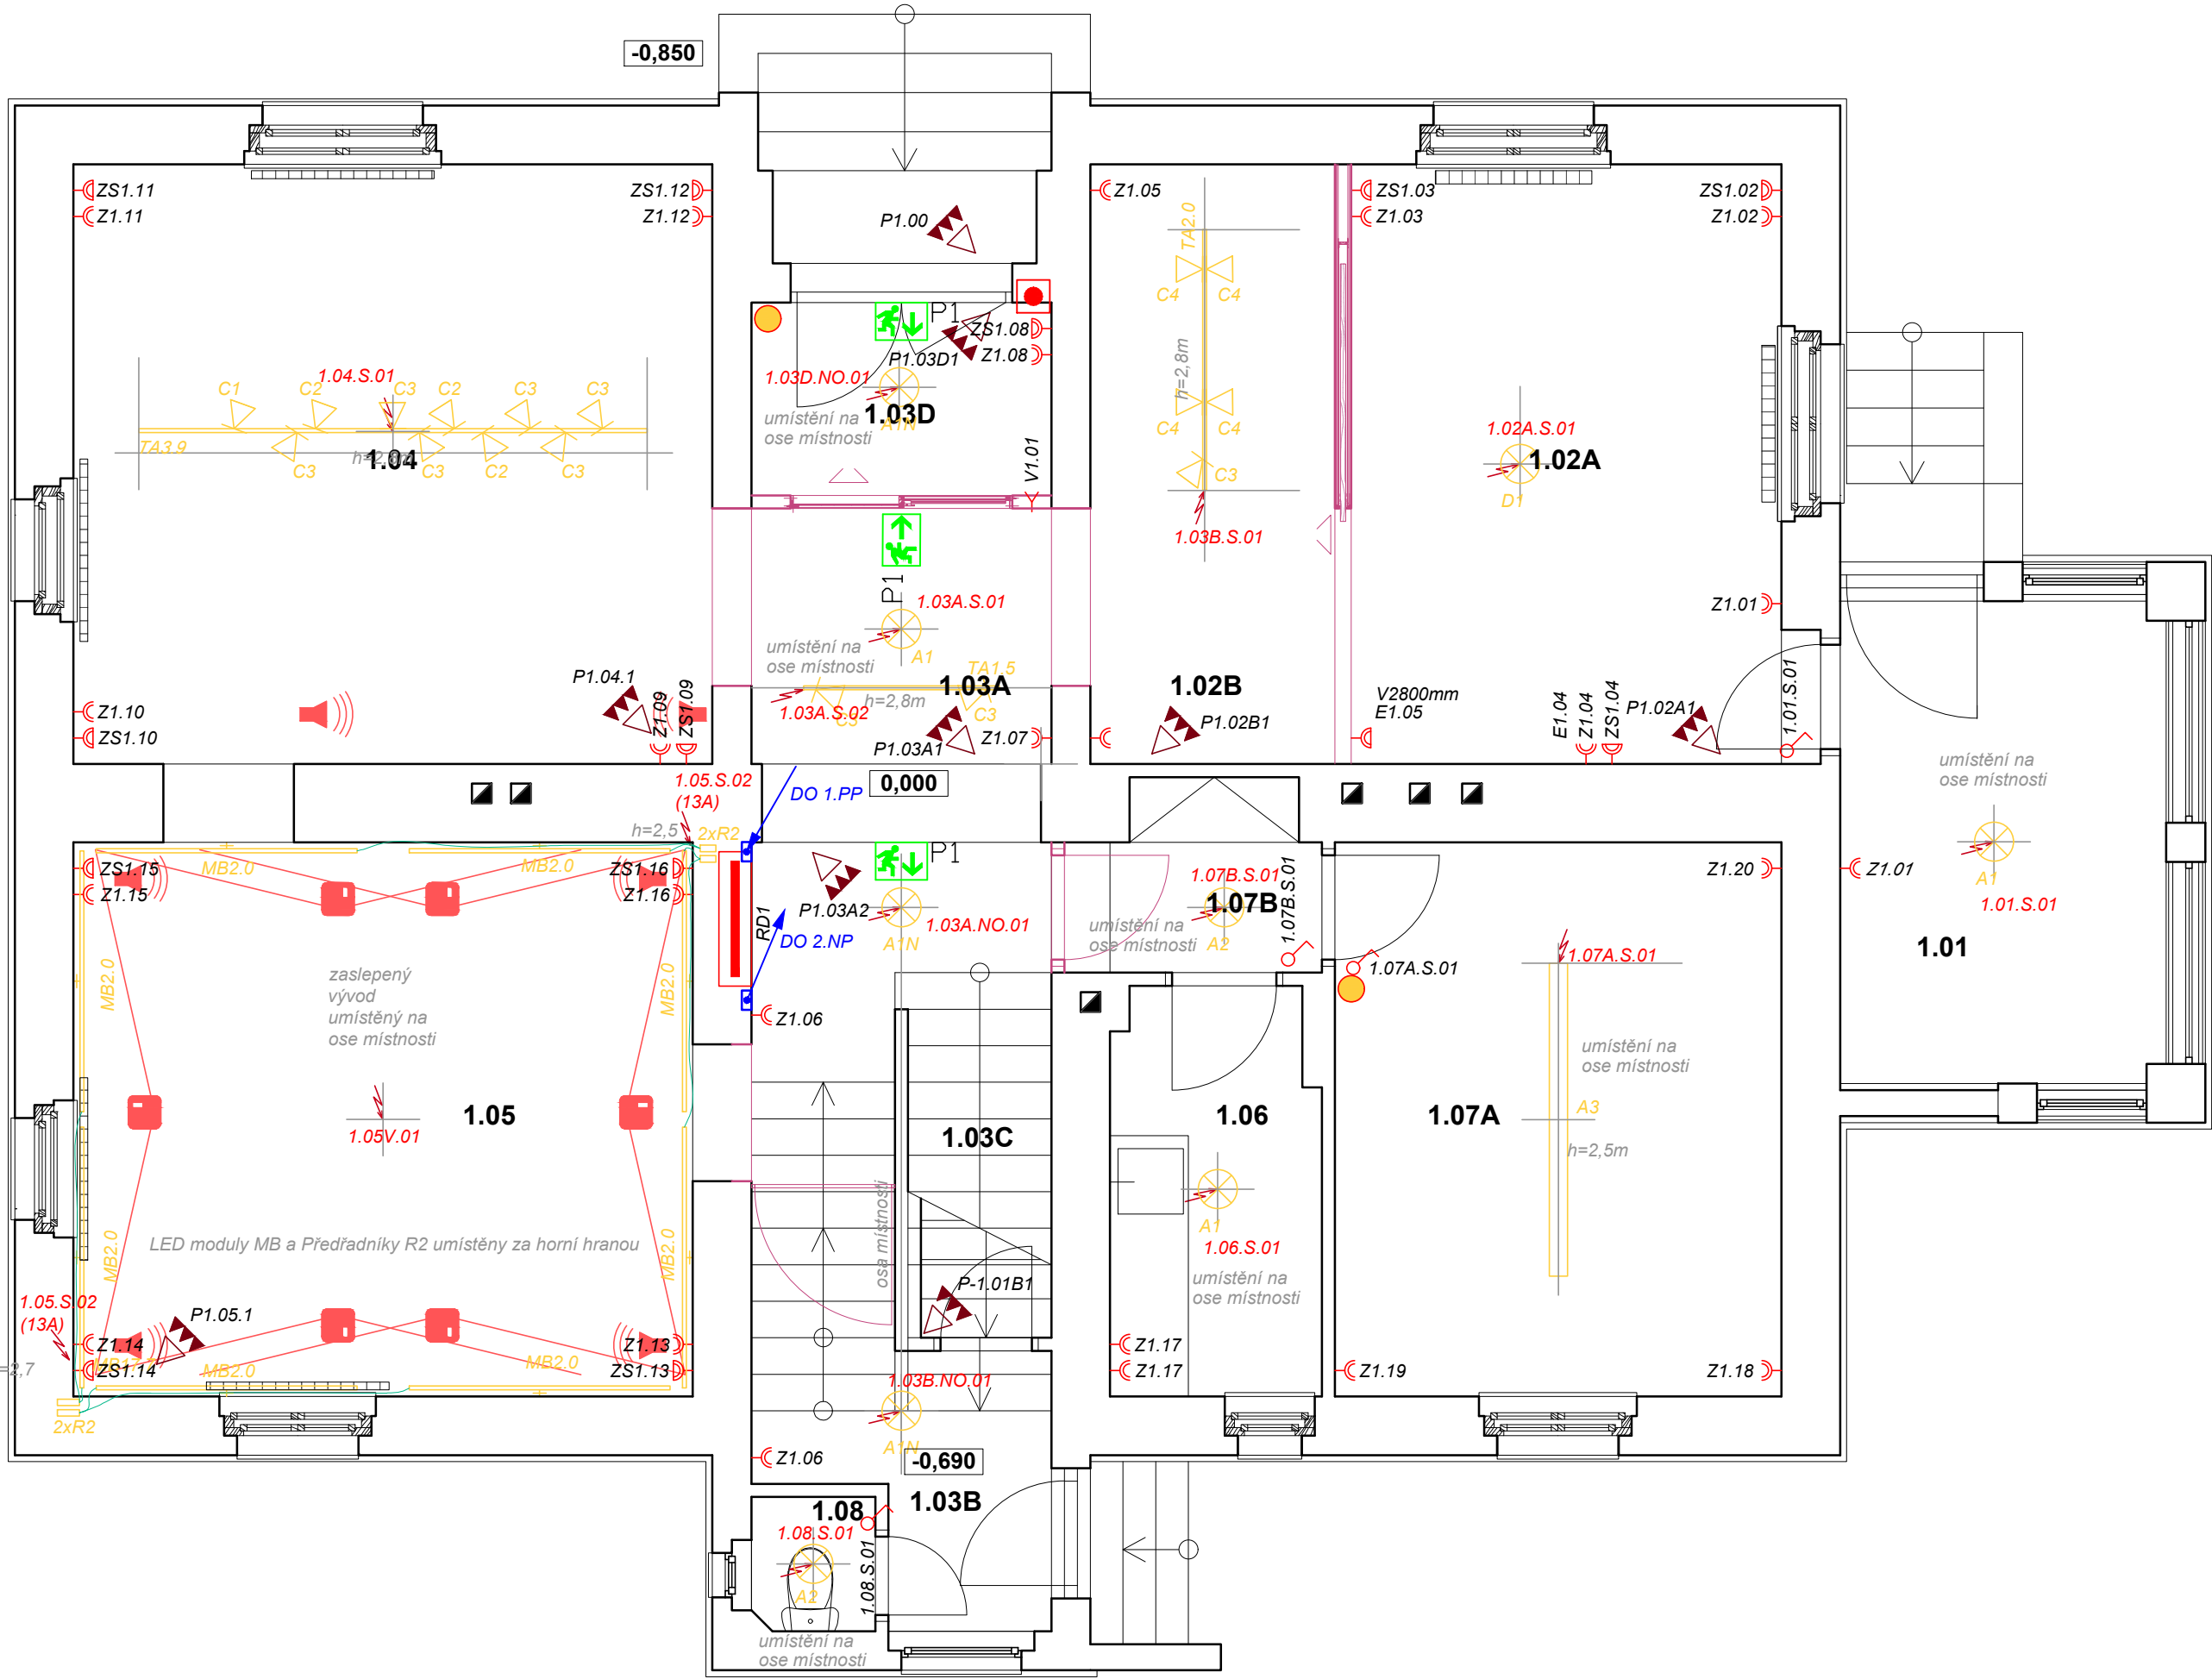 -0,850
ZS1.11
Z1.11
ZS1.12
Z1.12
P1.00
Z1.05
TA2.0
ZS1.03
Z1.03
ZS1.02
Z1.02
C4
C4
h=2,8m
C4
C4
C3
1.03B.S.01
P1
ZS1.08
P1.03D1
Z1.08
1.03D.NO.01
umístění na
ose místnosti
1.03D
A1N
V1.01
C1
C2
1.04.S.01
C3
C2
C3
C3
TA3.9
1.04
C3
C3
C2
C3
1.02A.S.01
1.02A
D1
Z1.01
P1
1.03A.S.01
umístění na
ose místnosti
A1
TA1.5
1.03A
h=2,8m
C3
C3
1.03A.S.02
P1.03A1
Z1.07
1.02B
P1.02B1
V2800mm
E1.05
E1.04
Z1.04
ZS1.04
P1.02A1
1.01.S.01
P1.04.1
Z1.09
ZS1.09
Z1.10
ZS1.10
umístění na
ose místnosti
0,000
DO 1.PP
1.05.S.02
(13A)
h=2,5
2xR2
P1
MB2.0
MB2.0
ZS1.15
Z1.15
ZS1.16
Z1.16
RD1
P1.03A2
DO 2.NP
A1N
1.03A.NO.01
1.07B.S.01
1.07B
1.07B.S.01
umístění na
ose místnosti
A2
Z1.20
Z1.01
A1
1.01.S.01
1.01
1.07A.S.01
1.07A.S.01
MB2.0
MB2.0
zaslepený
vývod
umístěný na
ose místnosti
Z1.06
umístění na
ose místnosti
1.05
1.05V.01
1.03C
1.06
1.07A
A3
h=2,5m
osa místnosti
A1
1.06.S.01
umístění na
ose místnosti
LED moduly MB a Předřadníky R2 umístěny za horní hranou
MB2.0
MB2.0
P-1.01B1
1.05.S.02
(13A)
P1.05.1
Z1.14
ZS1.14
Z1.13
ZS1.13
MB2.0
MB2.0
2xR2
Z1.17
Z1.17
Z1.19
Z1.18
1.03B.NO.01
A1N
Z1.06
-0,690
1.03B
1.08
1.08.S.01
1.08.S.01
A2
umístění na
ose místnosti